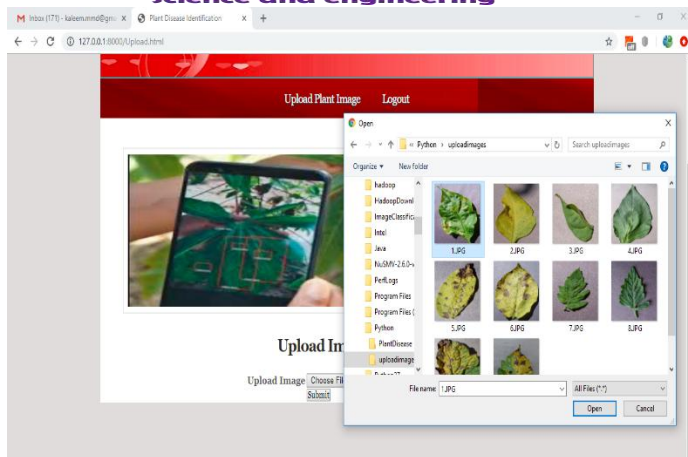 science and engineering
Inbox (171) - kaleem.mmd@gm
Plant Disease Identification
127.0.0.1:8000/Upload.html
Upload Plant Image Logout
Open
« Python › uploadimages
Search uploadimages
Organize ▾ New folder
hadoop
HadoopDownl
ImageClassific
Intel
Java
NuSMV-2.6.0-w
PerfLogs
Program Files
Program Files (
Python
PlantDisease
uploadimage
1.JPG 2.JPG 3.JPG 4.JPG
5.JPG 6.JPG 7.JPG 8.JPG
File name: 1.JPG
All Files (*.*)
Open Cancel
Upload Im
Upload Image Choose Fil
Submit